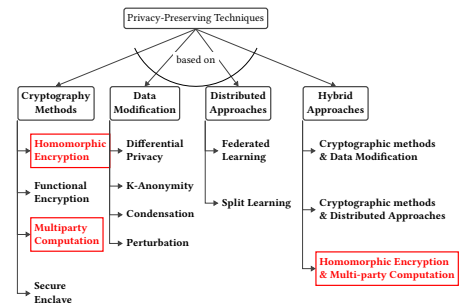 Privacy-Preserving Techniques
based on
Cryptography
Methods
Data
Modification
Distributed
Approaches
Hybrid
Approaches
Homomorphic
Encryption
Functional
Encryption
Multiparty
Computation
Secure
Enclave
Differential
Privacy
K-Anonymity
Condensation
Perturbation
Federated
Learning
Split Learning
Cryptographic methods
& Data Modification
Cryptographic methods
& Distributed Approaches
Homomorphic Encryption
& Multi-party Computation